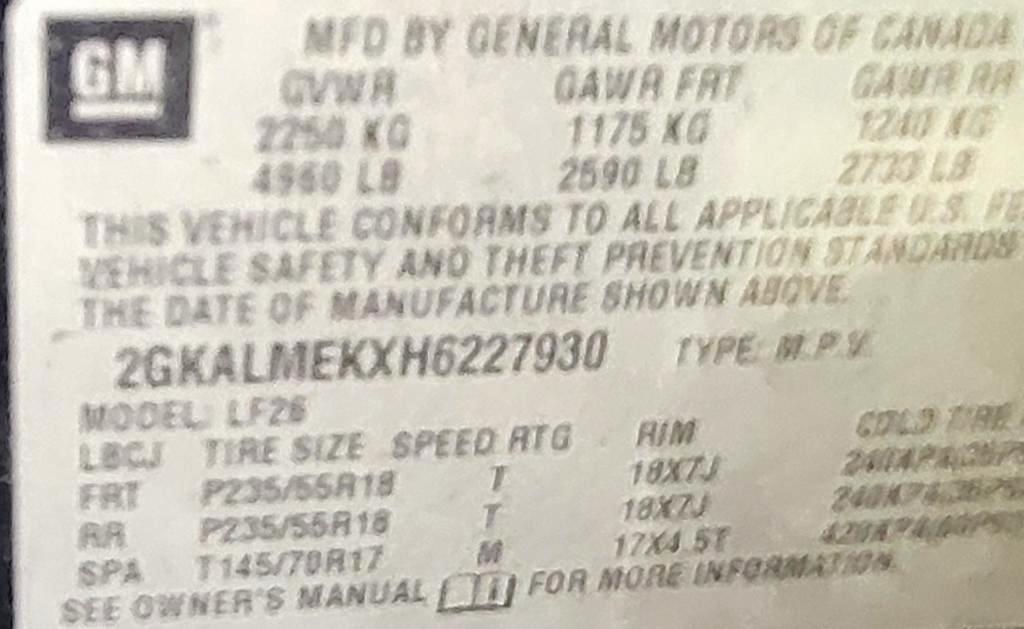 GM
MFD BY GENERAL MOTORS OF CANADA
GVWR GAWR FRT GAWR RR
2250 KG 1175 KG 1240 KG
4960 LB 2590 LB 2733 LB
THIS VEHICLE CONFORMS TO ALL APPLICABLE U.S. FE
VEHICLE SAFETY AND THEFT PREVENTION STANDARDS
THE DATE OF MANUFACTURE SHOWN ABOVE.
2GKALMEKXH6227930 TYPE: M.P.V.
MODEL: LF26
LBCJ TIRE SIZE SPEED RTG RIM COLD TIRE
FRT P235/55R18 T 18X7J
RR P235/55R18 T 18X7J
SPA T145/70R17 M 17X4.5T
SEE OWNER'S MANUAL FOR MORE INFORMATION.